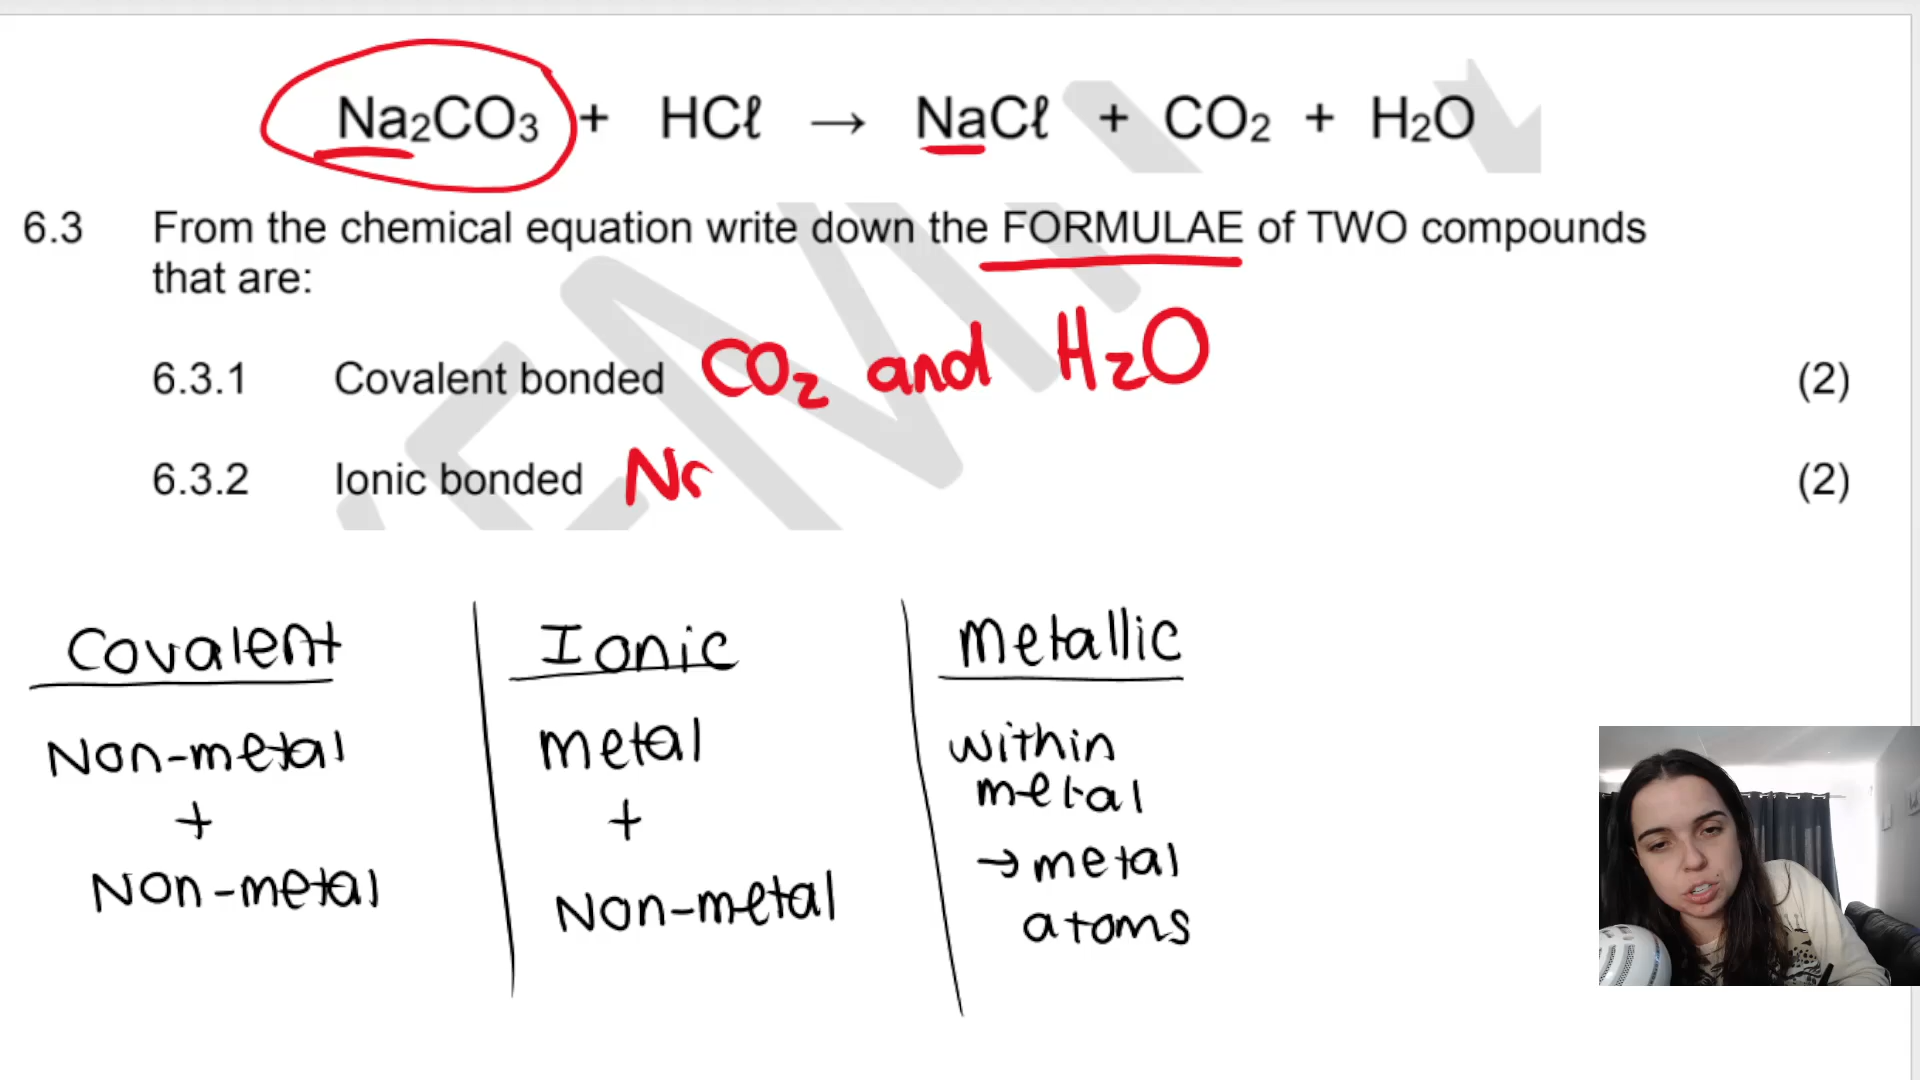 Na₂CO₃ + HCℓ → NaCℓ + CO₂ + H₂O
6.3 From the chemical equation write down the FORMULAE of TWO compounds
that are:
6.3.1 Covalent bonded CO₂ and H₂O (2)
6.3.2 Ionic bonded Na (2)
Covalent
Non-metal
+
Non-metal
Ionic
metal
+
Non-metal
metallic
within
metal
→ metal
atoms